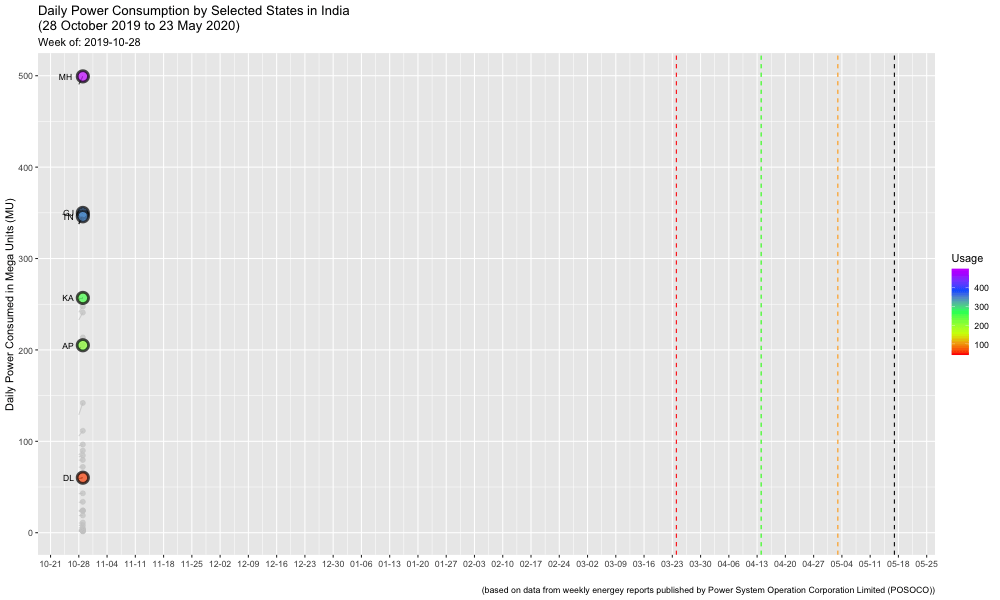 Daily Power Consumption by Selected States in India
(28 October 2019 to 23 May 2020)
Week of: 2019-10-28
Daily Power Consumed in Mega Units (MU)
500
400
300
200
100
0
MH
GJ
TN
KA
AP
DL
10-21 10-28 11-04 11-11 11-18 11-25 12-02 12-09 12-16 12-23 12-30 01-06 01-13 01-20 01-27 02-03 02-10 02-17 02-24 03-02 03-09 03-16 03-23 03-30 04-06 04-13 04-20 04-27 05-04 05-11 05-18 05-25
Usage
400
300
200
100
(based on data from weekly energey reports published by Power System Operation Corporation Limited (POSOCO))